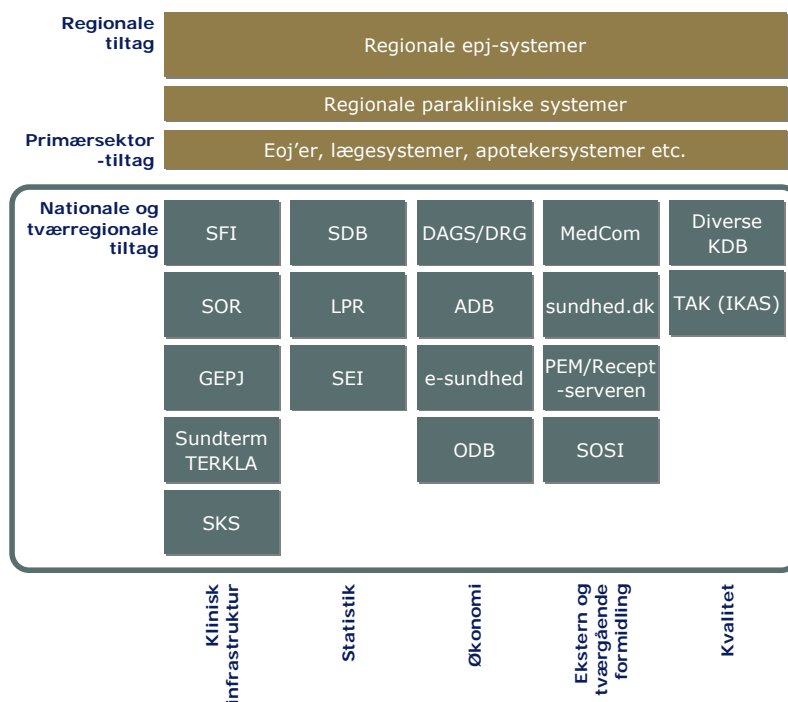 Regionale
tiltag
Regionale epj-systemer
Regionale parakliniske systemer
Primærsektor
-tiltag
Eoj’er, lægesystemer, apotekersystemer etc.
Nationale og
tværregionale
tiltag
SFI
SDB
DAGS/DRG
MedCom
Diverse
KDB
SOR
LPR
ADB
sundhed.dk
TAK (IKAS)
GEPJ
SEI
e-sundhed
PEM/Recept
-serveren
Sundterm
TERKLA
ODB
SOSI
SKS
Klinisk
infrastruktur
Statistik
Økonomi
Ekstern og
tværgående
formidling
Kvalitet